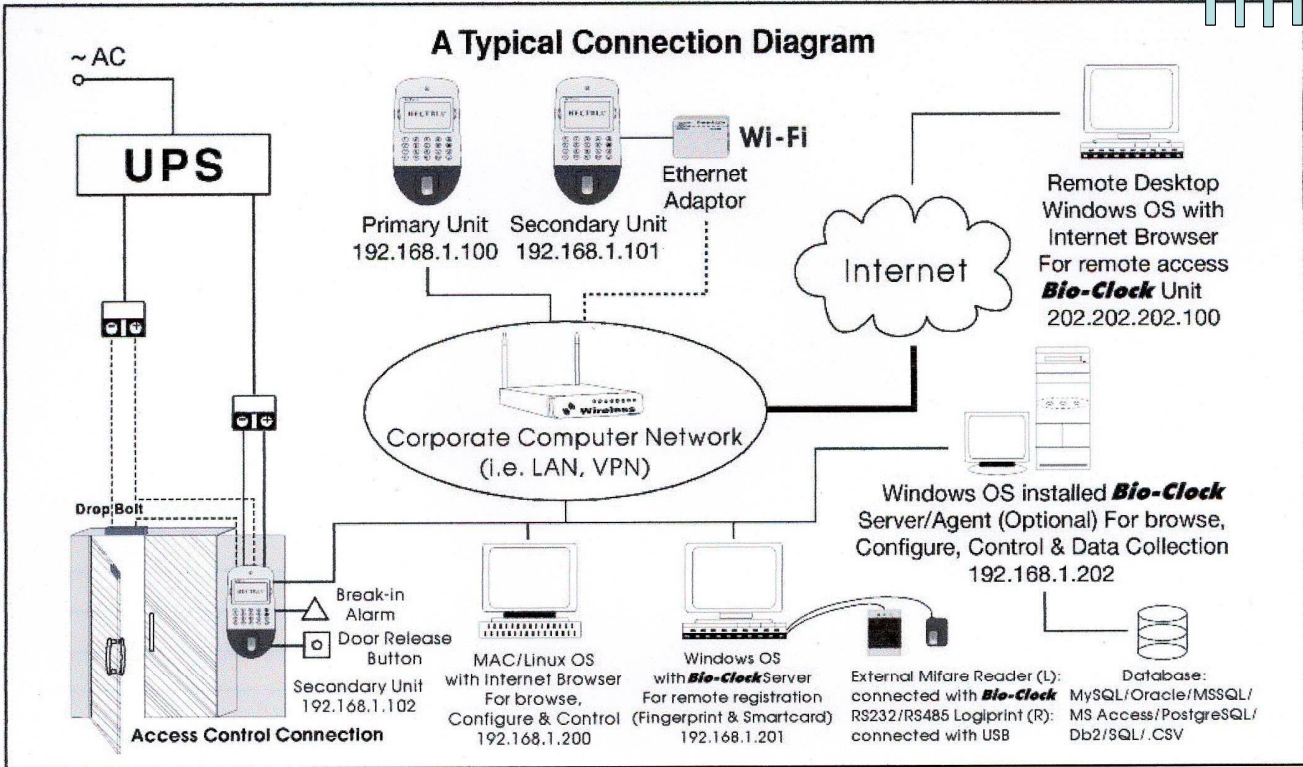 A Typical Connection Diagram
~ AC
UPS
Wi-Fi
Ethernet
Adaptor
Primary Unit
192.168.1.100
Secondary Unit
192.168.1.101
Internet
Remote Desktop
Windows OS with
Internet Browser
For remote access
Bio-Clock Unit
202.202.202.100
Wireless
Corporate Computer Network
(i.e. LAN, VPN)
Windows OS installed Bio-Clock
Server/Agent (Optional) For browse,
Configure, Control & Data Collection
192.168.1.202
Drop Bolt
Break-in
Alarm
Door Release
Button
Secondary Unit
192.168.1.102
Access Control Connection
MAC/Linux OS
with Internet Browser
For browse,
Configure & Control
192.168.1.200
Windows OS
with Bio-Clock Server
For remote registration
(Fingerprint & Smartcard)
192.168.1.201
External Mifare Reader (L):
connected with Bio-Clock
RS232/RS485 Logiprint (R):
connected with USB
Database:
MySQL/Oracle/MSSQL/
MS Access/PostgreSQL/
Db2/SQL/.CSV